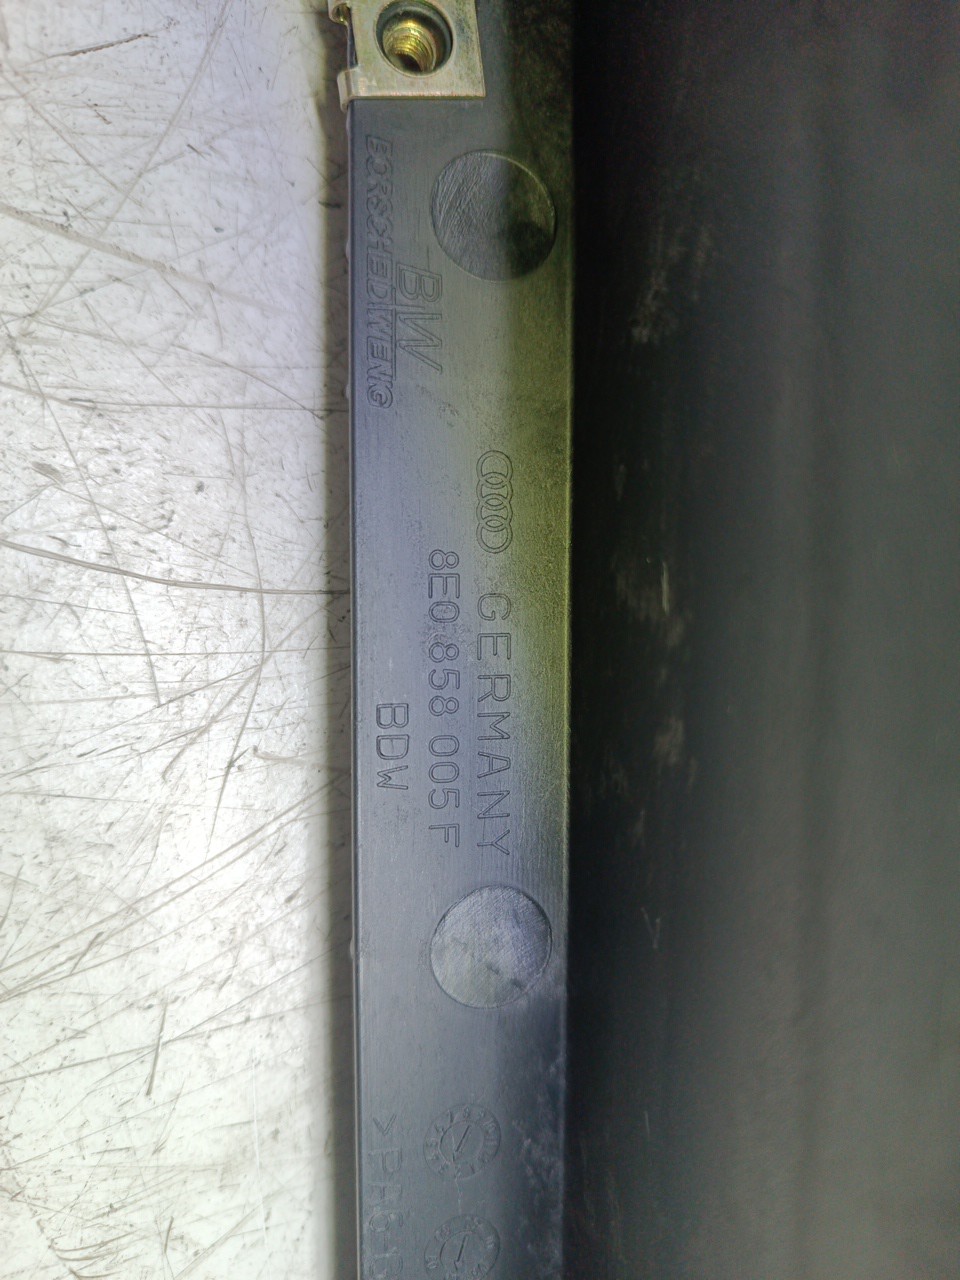 BW
BORSCHEID WENIG
GERMANY
8E0.858 005 F
BDW